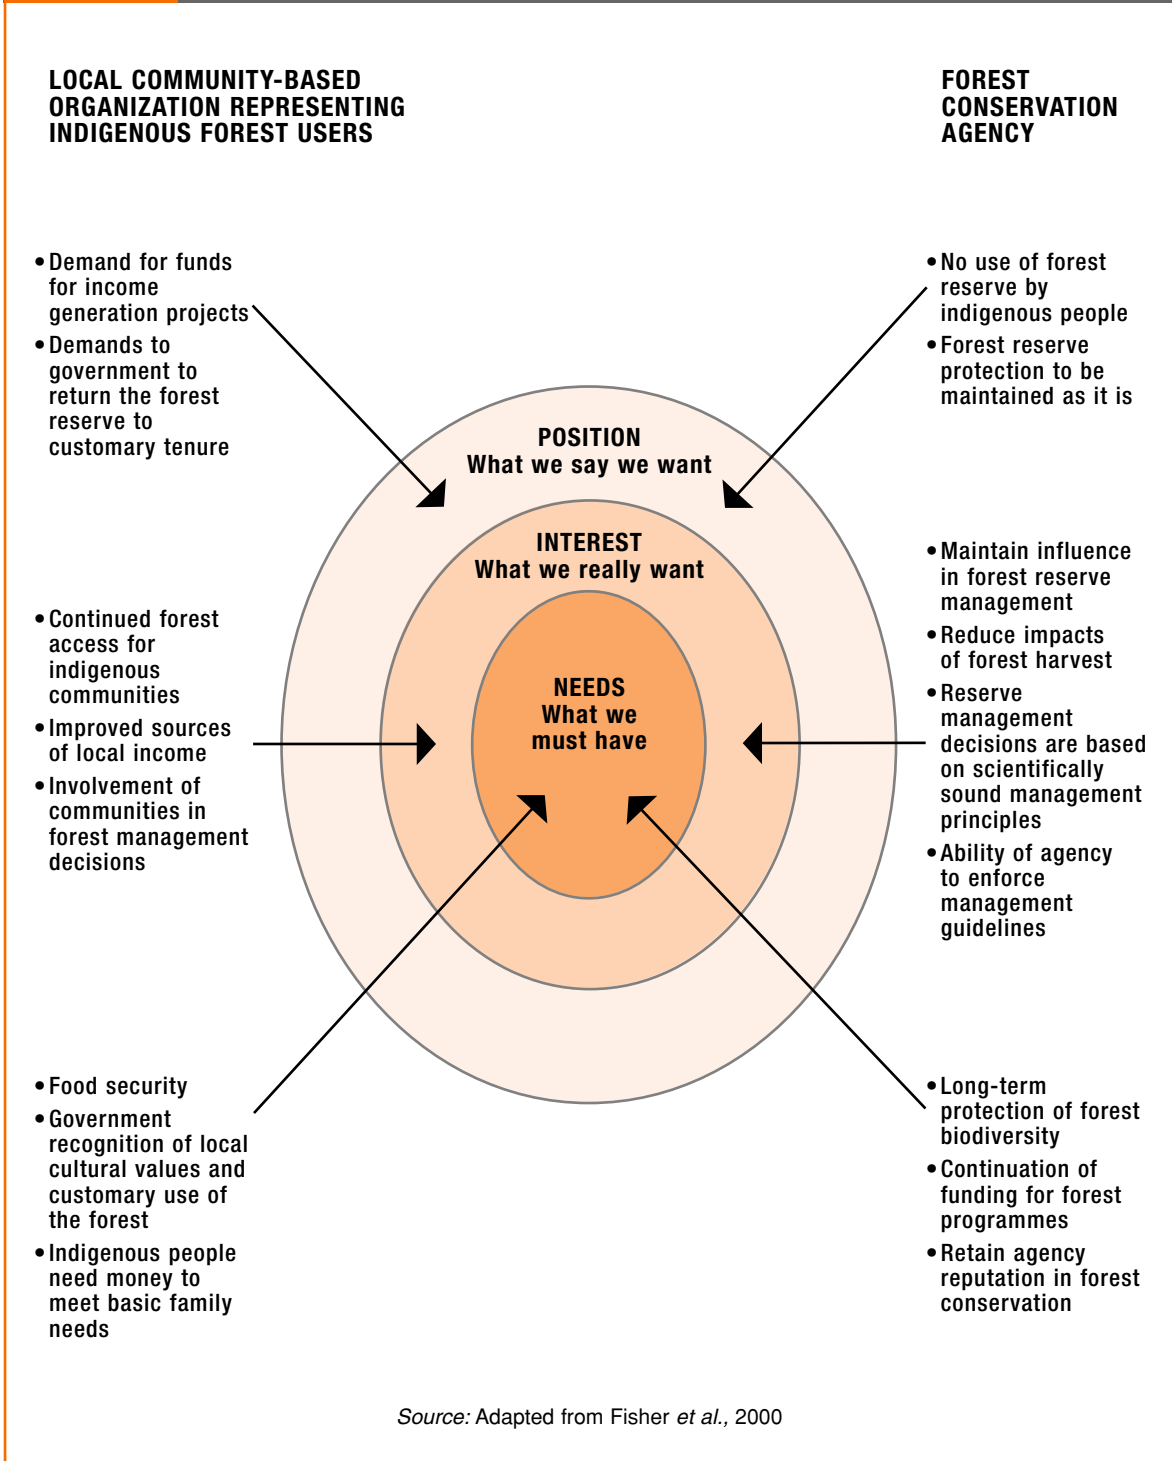 LOCAL COMMUNITY-BASED
ORGANIZATION REPRESENTING
INDIGENOUS FOREST USERS
FOREST
CONSERVATION
AGENCY
• Demand for funds
for income
generation projects
• Demands to
government to
return the forest
reserve to
customary tenure
• No use of forest
reserve by
indigenous people
• Forest reserve
protection to be
maintained as it is
POSITION
What we say we want
INTEREST
What we really want
NEEDS
What we
must have
• Continued forest
access for
indigenous
communities
• Improved sources
of local income
• Involvement of
communities in
forest management
decisions
• Maintain influence
in forest reserve
management
• Reduce impacts
of forest harvest
• Reserve
management
decisions are based
on scientifically
sound management
principles
• Ability of agency
to enforce
management
guidelines
• Food security
• Government
recognition of local
cultural values and
customary use of
the forest
• Indigenous people
need money to
meet basic family
needs
• Long-term
protection of forest
biodiversity
• Continuation of
funding for forest
programmes
• Retain agency
reputation in forest
conservation
Source: Adapted from Fisher et al., 2000